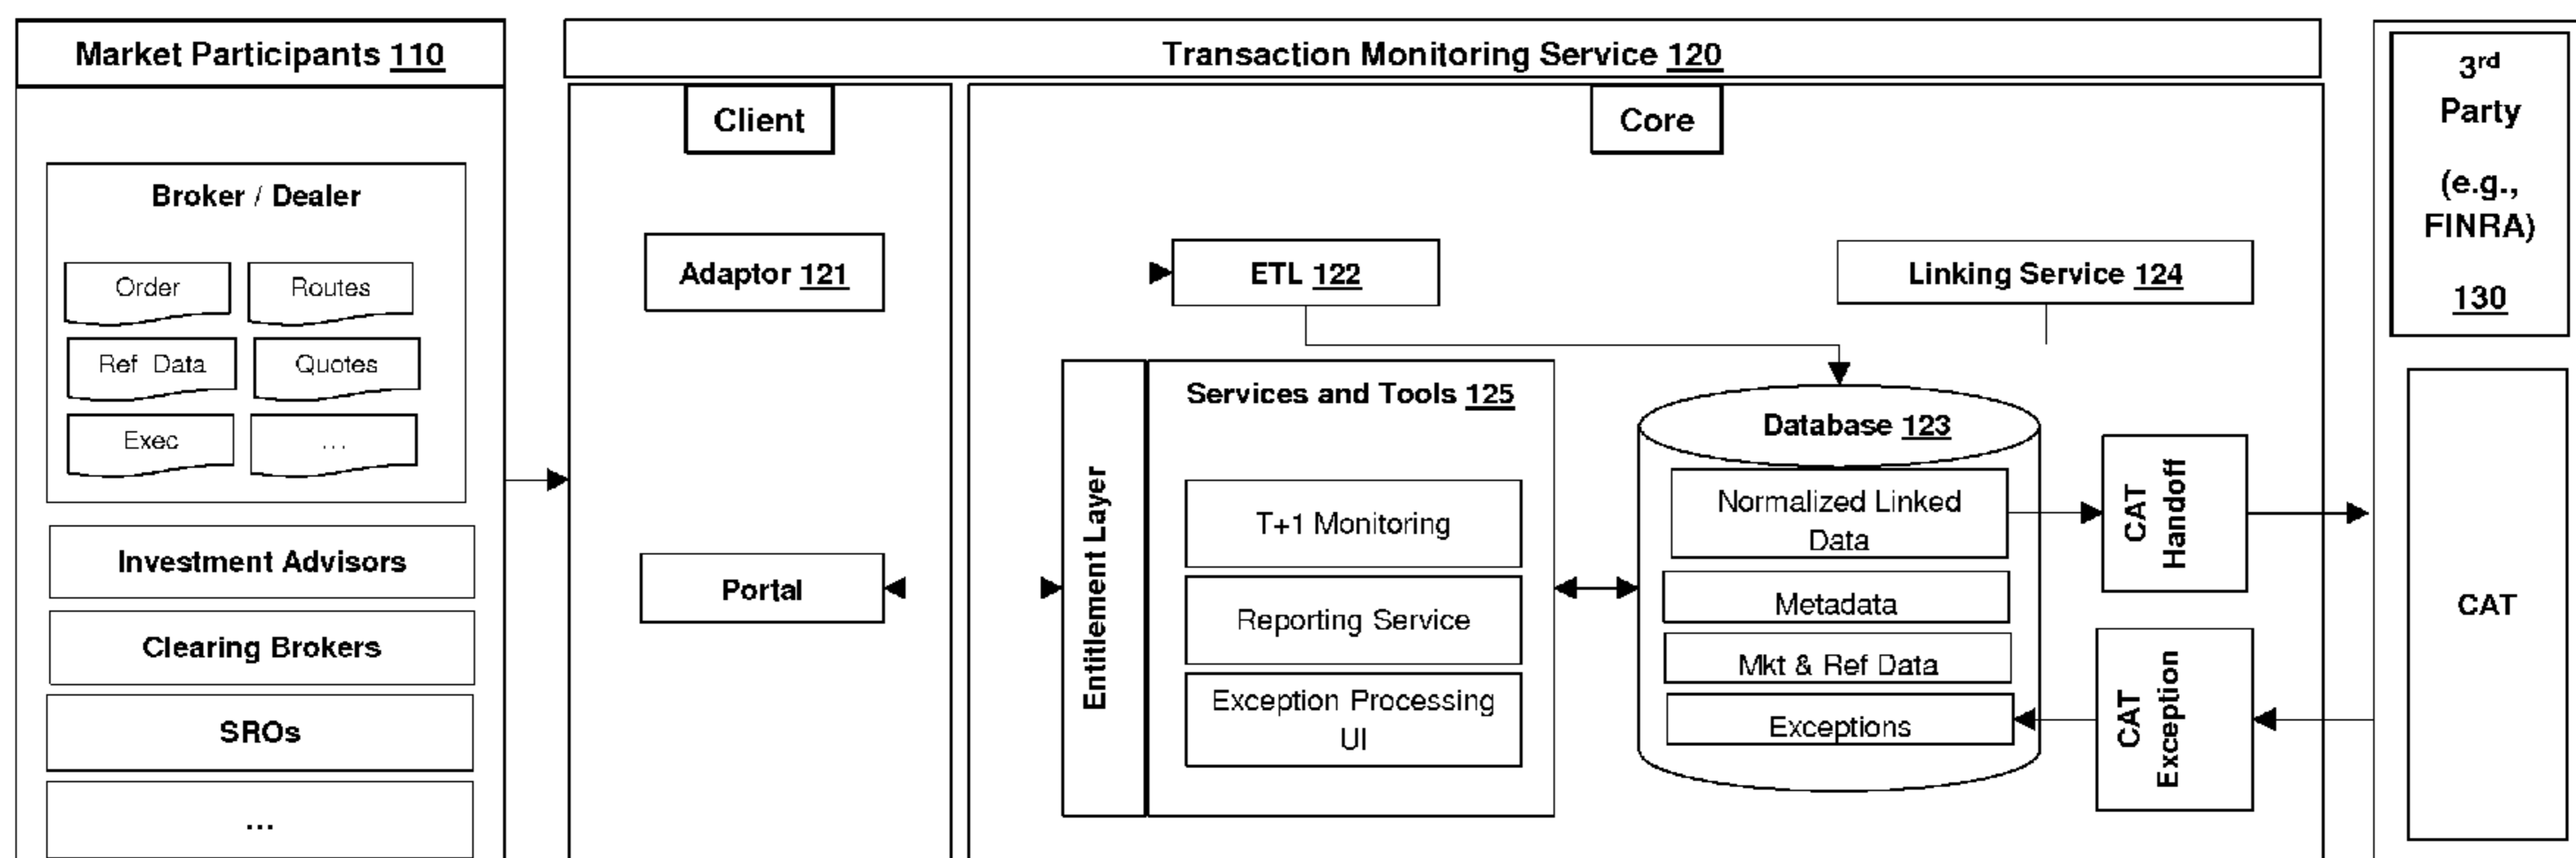 Market Participants 110
Broker / Dealer
Order
Routes
Ref Data
Quotes
Exec
...
Investment Advisors
Clearing Brokers
SROs
...
Transaction Monitoring Service 120
Client
Adaptor 121
Portal
Core
ETL 122
Linking Service 124
Entitlement Layer
Services and Tools 125
T+1 Monitoring
Reporting Service
Exception Processing
UI
Database 123
Normalized Linked
Data
Metadata
Mkt & Ref Data
Exceptions
CAT
Handoff
CAT
Exception
3rd
Party
(e.g.,
FINRA)
130
CAT